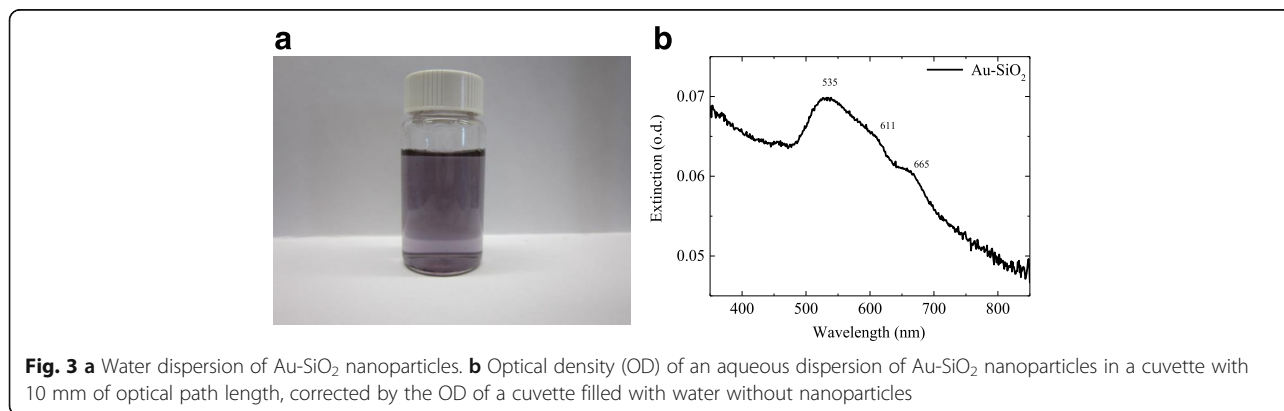 a
b
Au-SiO₂
535
611
665
0.07
0.06
0.05
Extinction (o.d.)
400 500 600 700 800
Wavelength (nm)
Fig. 3 a Water dispersion of Au-SiO₂ nanoparticles. b Optical density (OD) of an aqueous dispersion of Au-SiO₂ nanoparticles in a cuvette with
10 mm of optical path length, corrected by the OD of a cuvette filled with water without nanoparticles